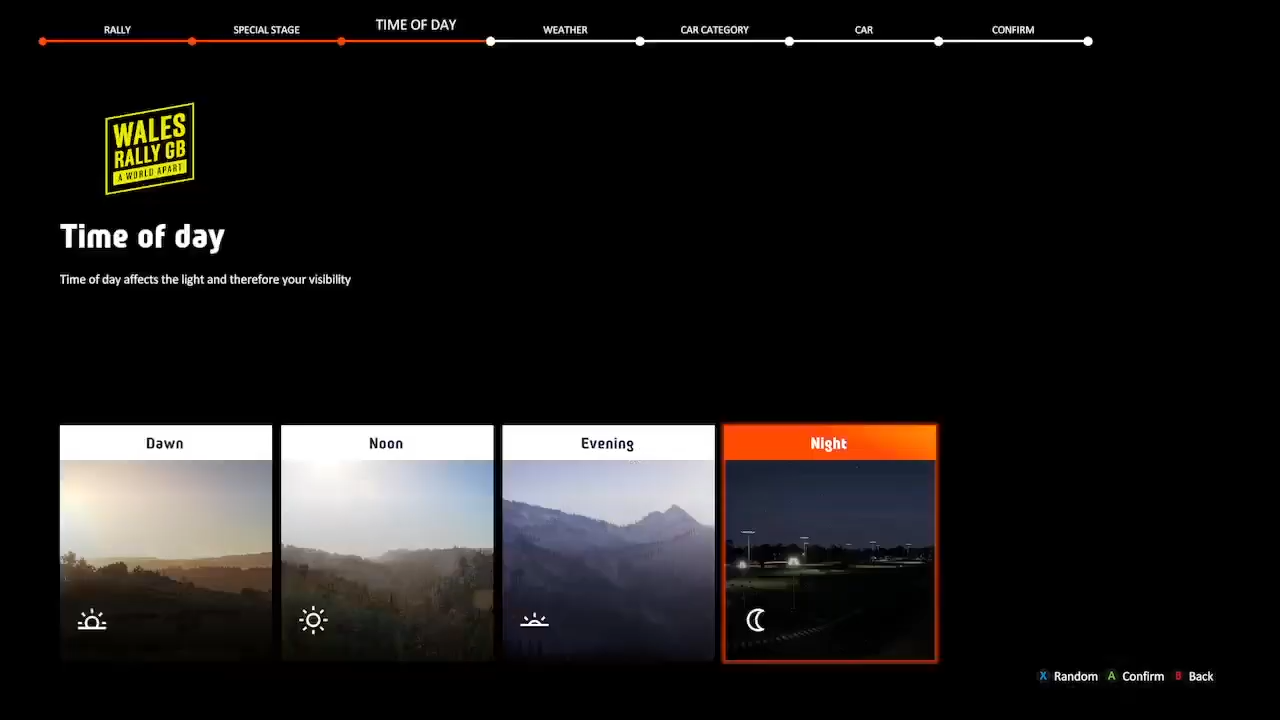 RALLY
SPECIAL STAGE
TIME OF DAY
WEATHER
CAR CATEGORY
CAR
CONFIRM
WALES
RALLY GB
A WORLD APART
Time of day
Time of day affects the light and therefore your visibility
Dawn
Noon
Evening
Night
X Random A Confirm B Back